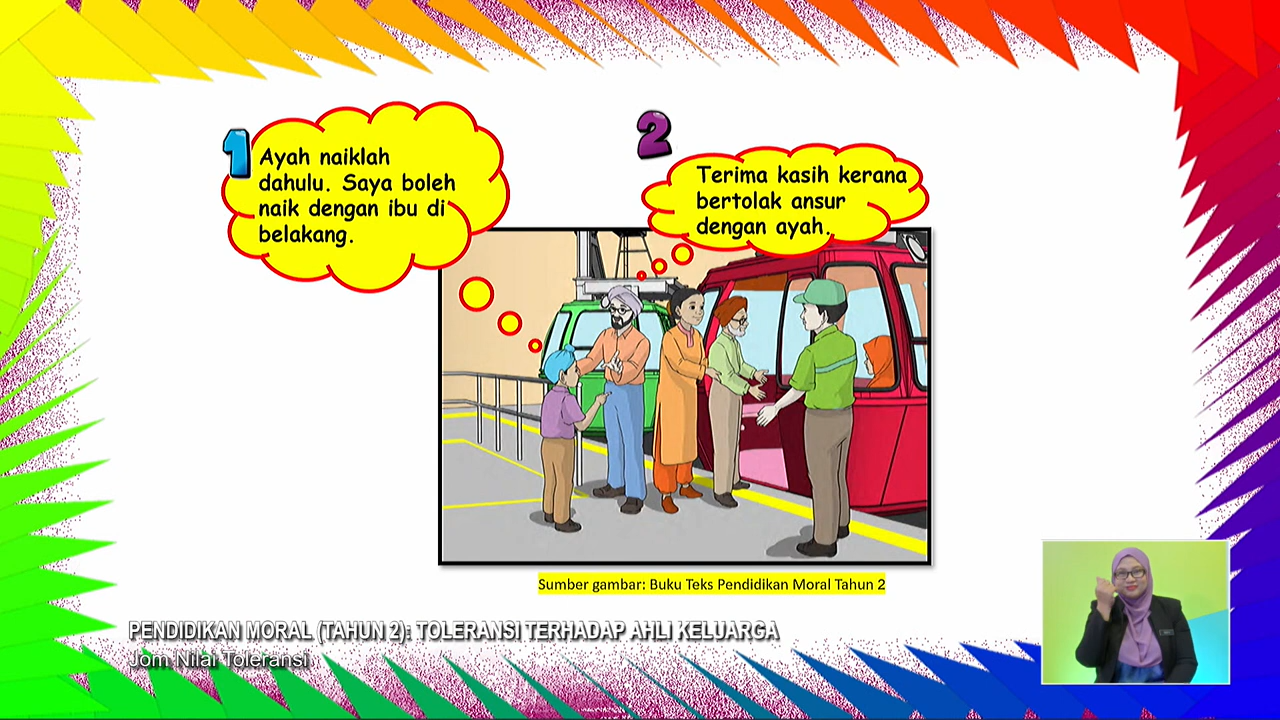 1
Ayah naiklah
dahulu. Saya boleh
naik dengan ibu di
belakang.
2
Terima kasih kerana
bertolak ansur
dengan ayah.
Sumber gambar: Buku Teks Pendidikan Moral Tahun 2
PENDIDIKAN MORAL (TAHUN 2): TOLERANSI TERHADAP AHLI KELUARGA
Jom Nilai Toleransi